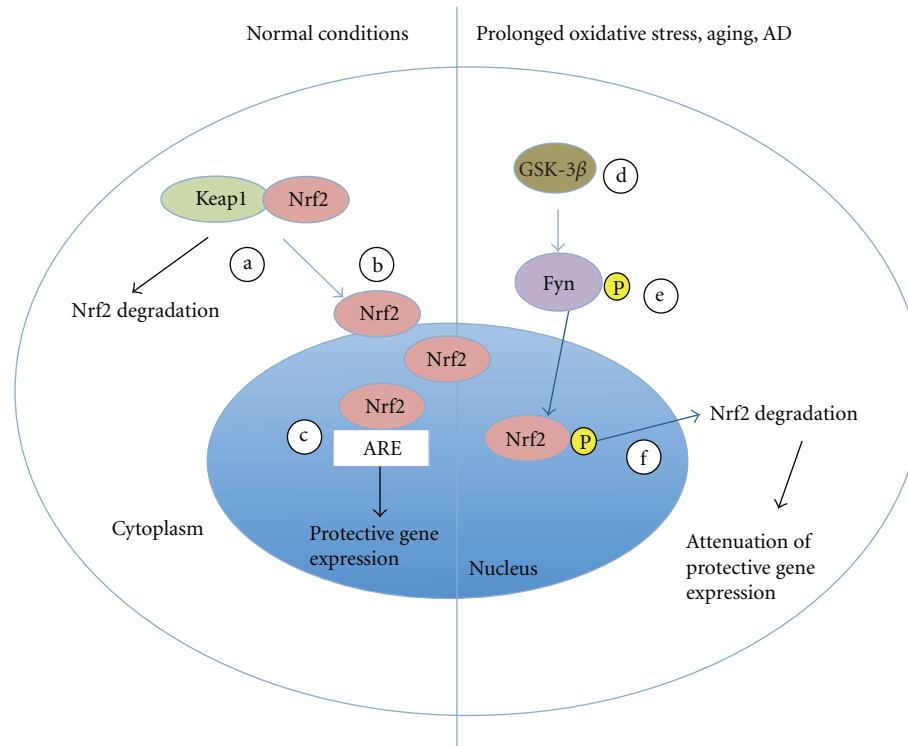 Normal conditions
Prolonged oxidative stress, aging, AD
Keap1
Nrf2
a
Nrf2 degradation
b
Nrf2
Nrf2
Nrf2
c
ARE
Protective gene
expression
Cytoplasm
Nucleus
GSK-3β
d
Fyn
P
e
Nrf2
P
f
Nrf2 degradation
Attenuation of
protective gene
expression